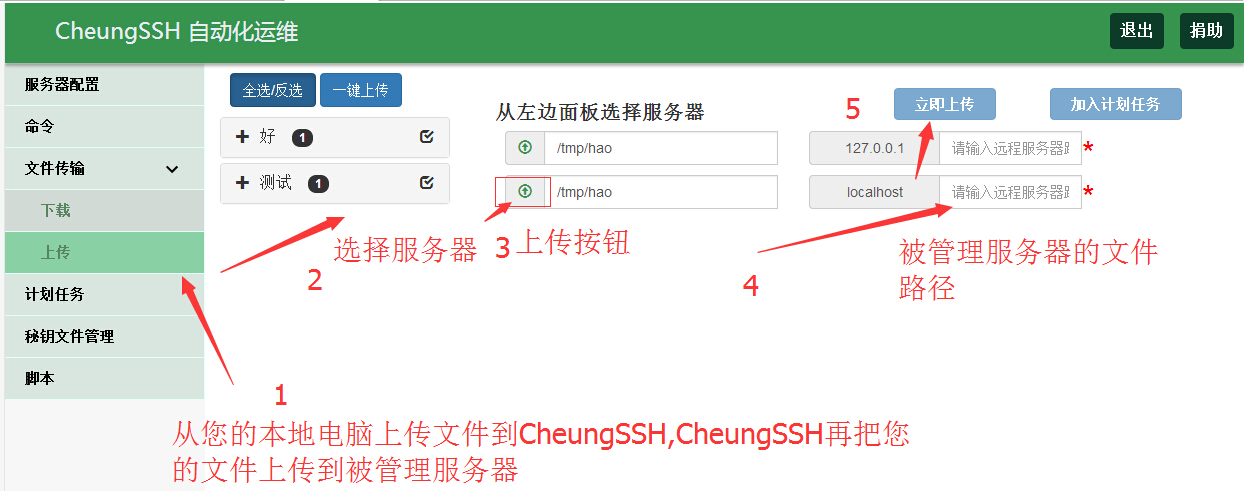 CheungSSH 自动化运维
退出
捐助
服务器配置
命令
文件传输
下载
上传
计划任务
秘钥文件管理
脚本
全选/反选
一键上传
好 1
测试 1
从左边面板选择服务器
/tmp/hao
/tmp/hao
5
立即上传
加入计划任务
127.0.0.1
请输入远程服务器路
*
localhost
请输入远程服务器路
*
2
选择服务器
3
上传按钮
4
被管理服务器的文件
路径
1
从您的本地电脑上传文件到CheungSSH,CheungSSH再把您
的文件上传到被管理服务器